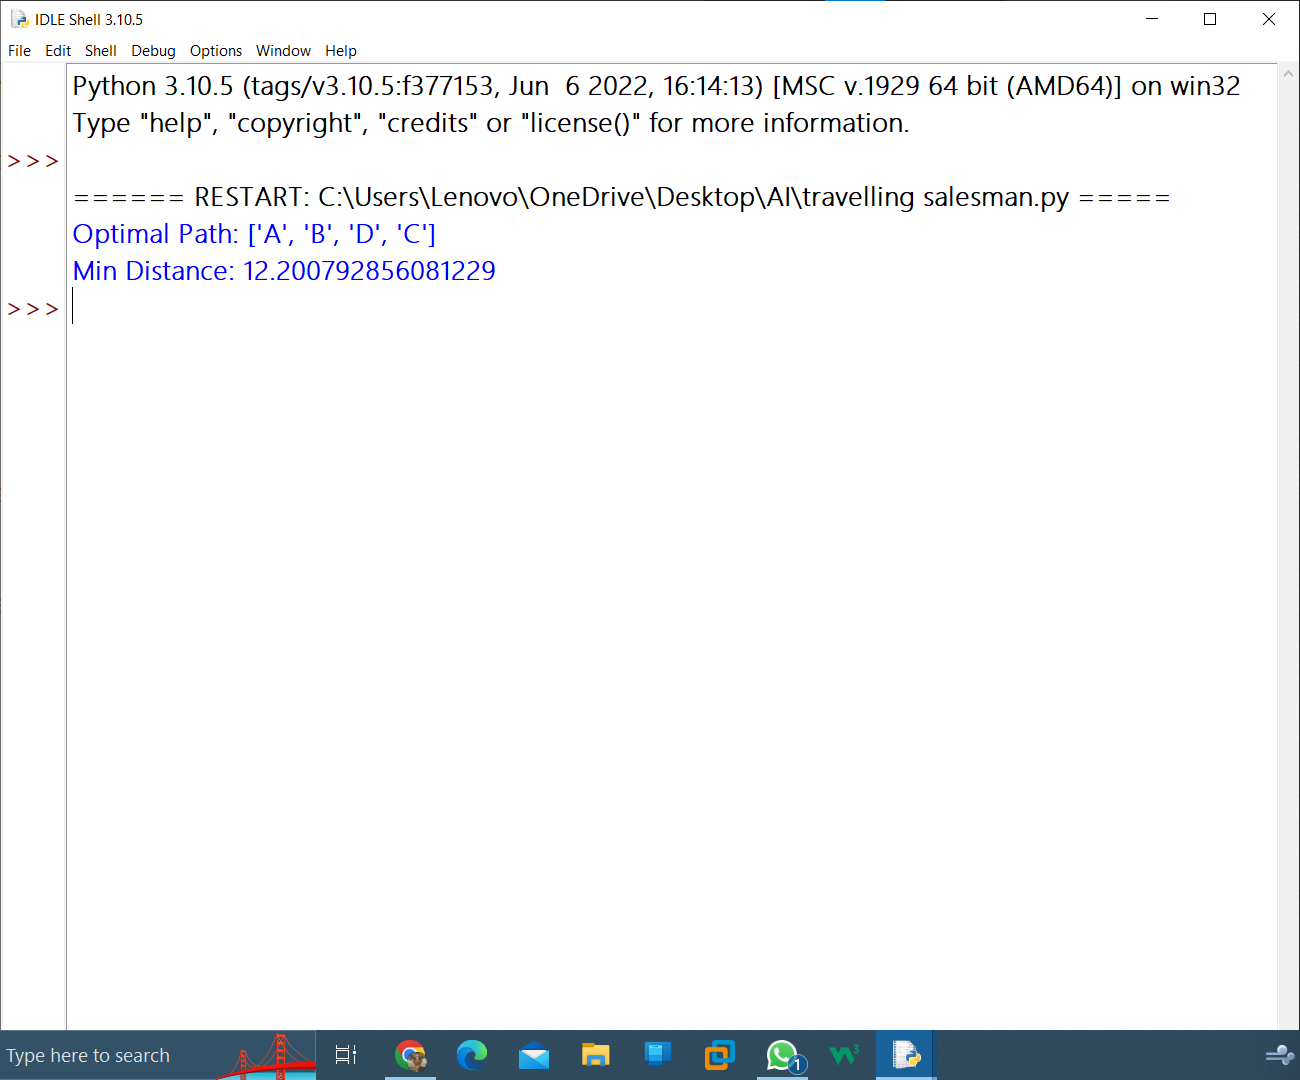 IDLE Shell 3.10.5
File Edit Shell Debug Options Window Help
Python 3.10.5 (tags/v3.10.5:f377153, Jun  6 2022, 16:14:13) [MSC v.1929 64 bit (AMD64)] on win32
Type "help", "copyright", "credits" or "license()" for more information.
>>>
====== RESTART: C:\Users\Lenovo\OneDrive\Desktop\AI\travelling salesman.py =====
Optimal Path: ['A', 'B', 'D', 'C']
Min Distance: 12.200792856081229
>>>
Type here to search
1
W3